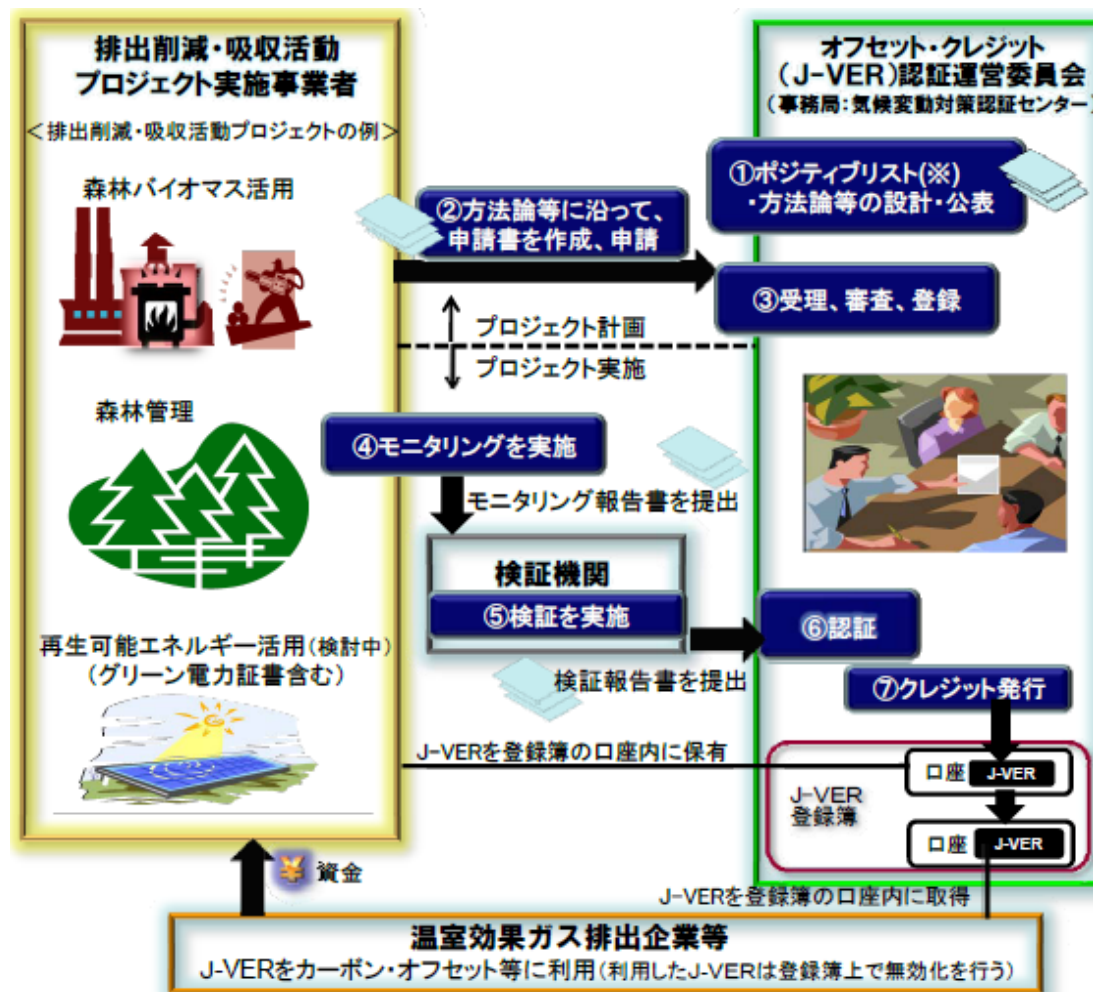 排出削減・吸収活動
プロジェクト実施事業者
＜排出削減・吸収活動プロジェクトの例＞
森林バイオマス活用
森林管理
再生可能エネルギー活用(検討中)
(グリーン電力証書含む)
オフセット・クレジット
(J-VER)認証運営委員会
(事務局:気候変動対策認証センター)
①ポジティブリスト(※)
・方法論等の設計・公表
②方法論等に沿って、
申請書を作成、申請
③受理、審査、登録
プロジェクト計画
プロジェクト実施
④モニタリングを実施
モニタリング報告書を提出
検証機関
⑤検証を実施
検証報告書を提出
⑥認証
⑦クレジット発行
J-VERを登録簿の口座内に保有
口座 J-VER
J-VER
登録簿
口座 J-VER
¥ 資金
J-VERを登録簿の口座内に取得
温室効果ガス排出企業等
J-VERをカーボン・オフセット等に利用(利用したJ-VERは登録簿上で無効化を行う)